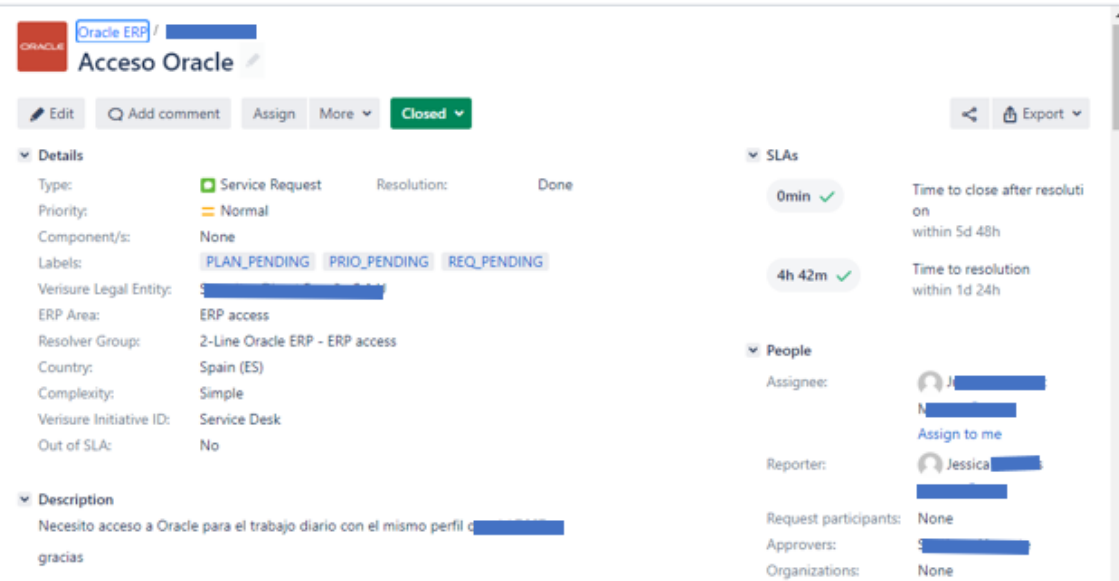 ORACLE
Oracle ERP /
Acceso Oracle
Edit Add comment Assign More Closed Export
Details
Type: Service Request Resolution: Done
Priority: Normal
Component/s: None
Labels: PLAN_PENDING PRIO_PENDING REQ_PENDING
Verisure Legal Entity:
ERP Area: ERP access
Resolver Group: 2-Line Oracle ERP - ERP access
Country: Spain (ES)
Complexity: Simple
Verisure Initiative ID: Service Desk
Out of SLA: No
Description
Necesito acceso a Oracle para el trabajo diario con el mismo perfil
gracias
SLAs
0min Time to close after resoluti
on
within 5d 48h
4h 42m Time to resolution
within 1d 24h
People
Assignee:
Assign to me
Reporter: Jessica
Request participants: None
Approvers:
Organizations: None